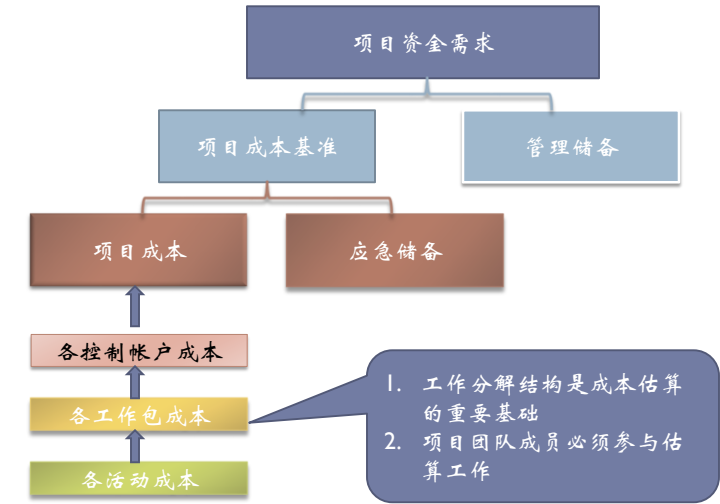 项目资金需求
项目成本基准
管理储备
项目成本
应急储备
各控制帐户成本
各工作包成本
各活动成本
1. 工作分解结构是成本估算
的重要基础
2. 项目团队成员必须参与估
算工作